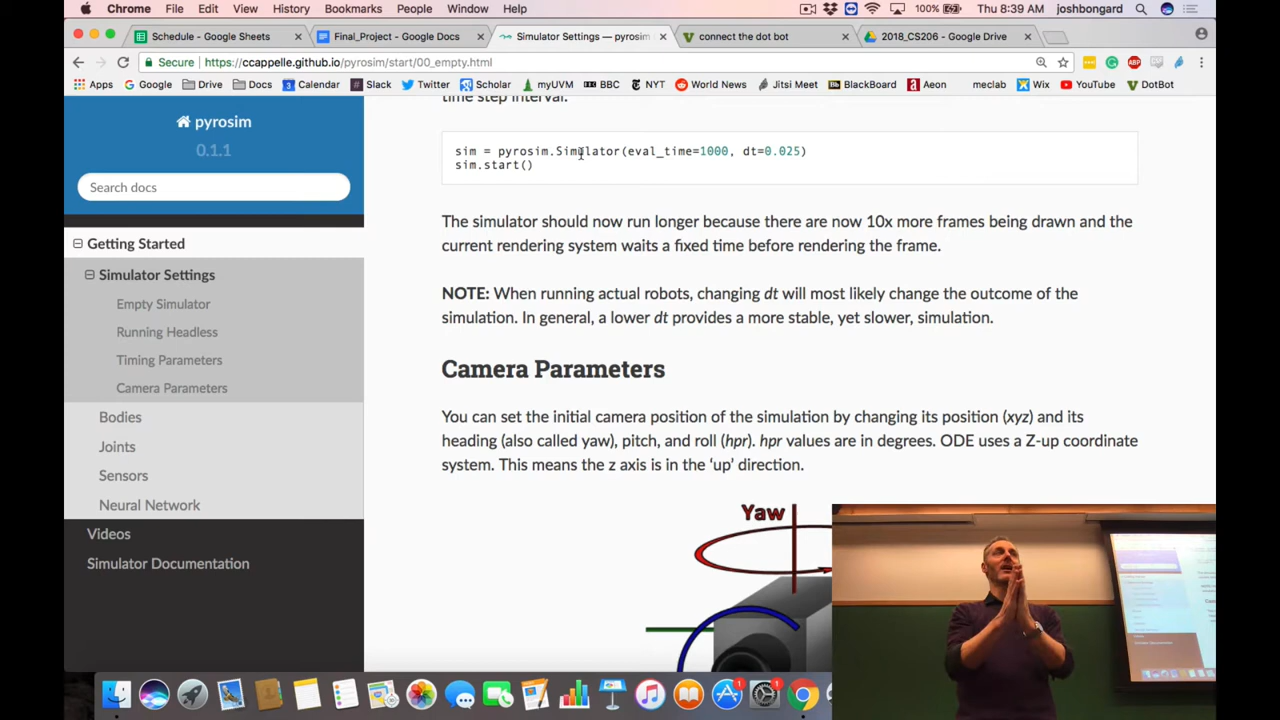 Chrome File Edit View History Bookmarks People Window Help 100% Thu 8:39 AM joshbongard
Schedule - Google Sheets × Final_Project - Google Docs × Simulator Settings — pyrosim × connect the dot bot × 2018_CS206 - Google Drive ×
Secure https://ccappelle.github.io/pyrosim/start/00_empty.html
Apps Google Drive Docs Calendar Slack Twitter Scholar myUVM BBC NYT World News Jitsi Meet BlackBoard Aeon meclab Wix YouTube DotBot
pyrosim
0.1.1
Search docs
Getting Started
Simulator Settings
Empty Simulator
Running Headless
Timing Parameters
Camera Parameters
Bodies
Joints
Sensors
Neural Network
Videos
Simulator Documentation
time step interval.
sim = pyrosim.Simulator(eval_time=1000, dt=0.025)
sim.start()
The simulator should now run longer because there are now 10x more frames being drawn and the
current rendering system waits a fixed time before rendering the frame.
NOTE: When running actual robots, changing dt will most likely change the outcome of the
simulation. In general, a lower dt provides a more stable, yet slower, simulation.
Camera Parameters
You can set the initial camera position of the simulation by changing its position (xyz) and its
heading (also called yaw), pitch, and roll (hpr). hpr values are in degrees. ODE uses a Z-up coordinate
system. This means the z axis is in the ‘up’ direction.
Yaw